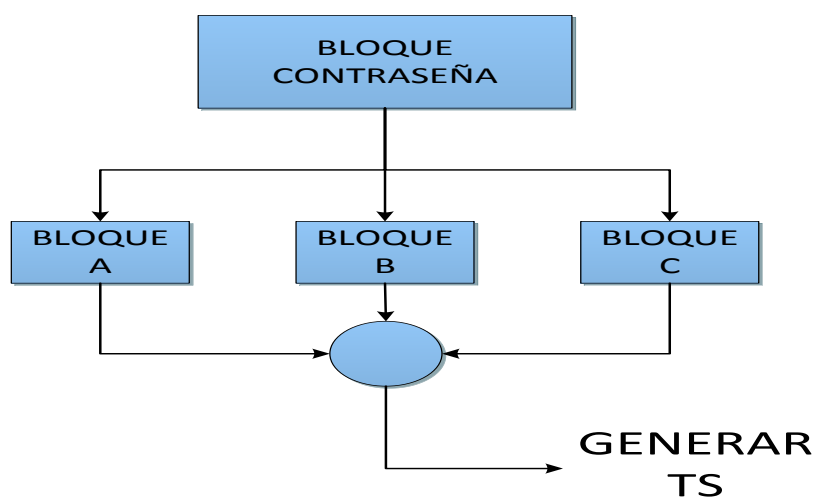 BLOQUE
CONTRASEÑA
BLOQUE
A
BLOQUE
B
BLOQUE
C
GENERAR
TS